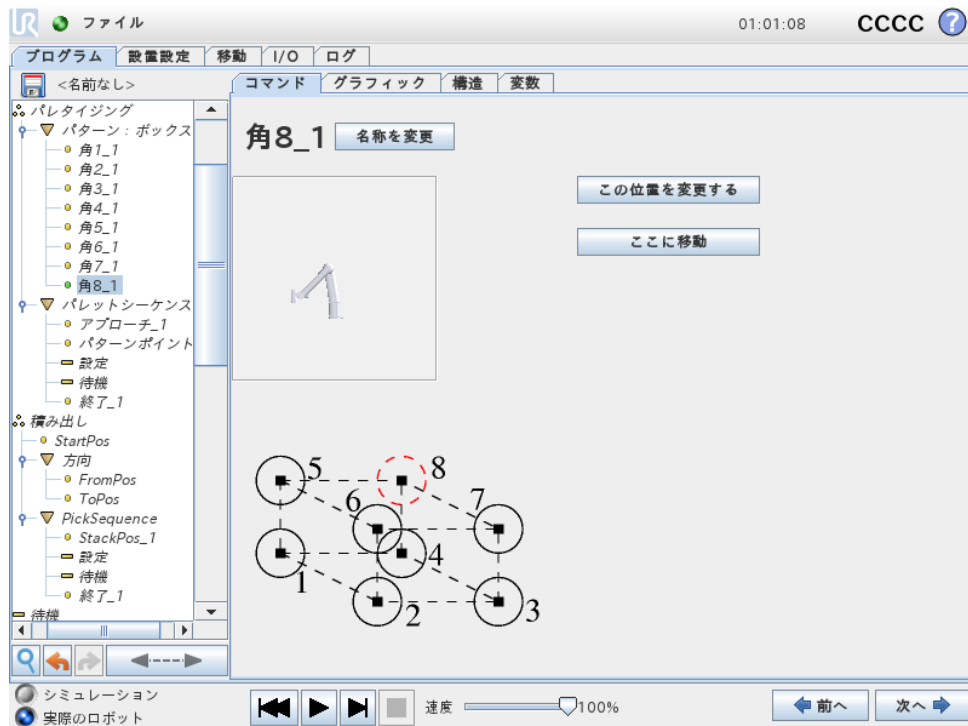 UR ファイル 01:01:08 CCCC ?
プログラム 設置設定 移動 I/O ログ
<名前なし> コマンド グラフィック 構造 変数
パレタイジング
パターン：ボックス
角1_1
角2_1
角3_1
角4_1
角5_1
角6_1
角7_1
角8_1
パレットシーケンス
アプローチ_1
パターンポイント
設定
待機
終了_1
積み出し
StartPos
方向
FromPos
ToPos
PickSequence
StackPos_1
設定
待機
終了_1
待機
角8_1 名称を変更
この位置を変更する
ここに移動
5 8
6 7
1 4
2 3
シミュレーション
実際のロボット
速度 100% 前へ 次へ